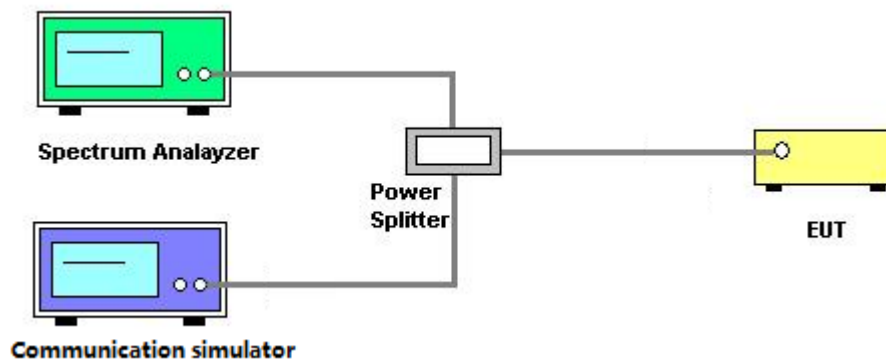 Spectrum Analayzer
Power
Splitter
EUT
Communication simulator